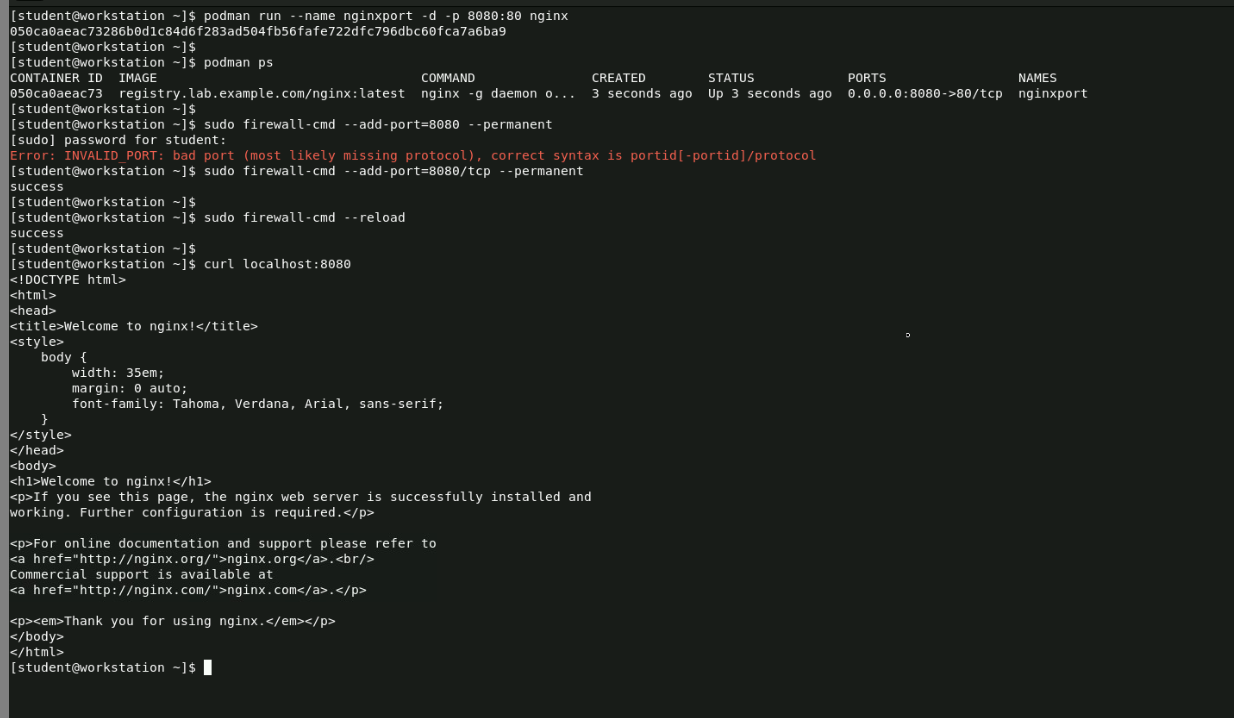 [student@workstation ~]$ podman run --name nginxport -d -p 8080:80 nginx
050ca0aeac73286b0d1c84d6f283ad504fb56fafe722dfc796dbc60fca7a6ba9
[student@workstation ~]$
[student@workstation ~]$ podman ps
CONTAINER ID  IMAGE                                  COMMAND               CREATED        STATUS            PORTS                 NAMES
050ca0aeac73  registry.lab.example.com/nginx:latest  nginx -g daemon o...  3 seconds ago  Up 3 seconds ago  0.0.0.0:8080->80/tcp  nginxport
[student@workstation ~]$
[student@workstation ~]$ sudo firewall-cmd --add-port=8080 --permanent
[sudo] password for student:
Error: INVALID_PORT: bad port (most likely missing protocol), correct syntax is portid[-portid]/protocol
[student@workstation ~]$ sudo firewall-cmd --add-port=8080/tcp --permanent
success
[student@workstation ~]$
[student@workstation ~]$ sudo firewall-cmd --reload
success
[student@workstation ~]$
[student@workstation ~]$ curl localhost:8080
<!DOCTYPE html>
<html>
<head>
<title>Welcome to nginx!</title>
<style>
    body {
        width: 35em;
        margin: 0 auto;
        font-family: Tahoma, Verdana, Arial, sans-serif;
    }
</style>
</head>
<body>
<h1>Welcome to nginx!</h1>
<p>If you see this page, the nginx web server is successfully installed and
working. Further configuration is required.</p>

<p>For online documentation and support please refer to
<a href="http://nginx.org/">nginx.org</a>.<br/>
Commercial support is available at
<a href="http://nginx.com/">nginx.com</a>.</p>

<p><em>Thank you for using nginx.</em></p>
</body>
</html>
[student@workstation ~]$